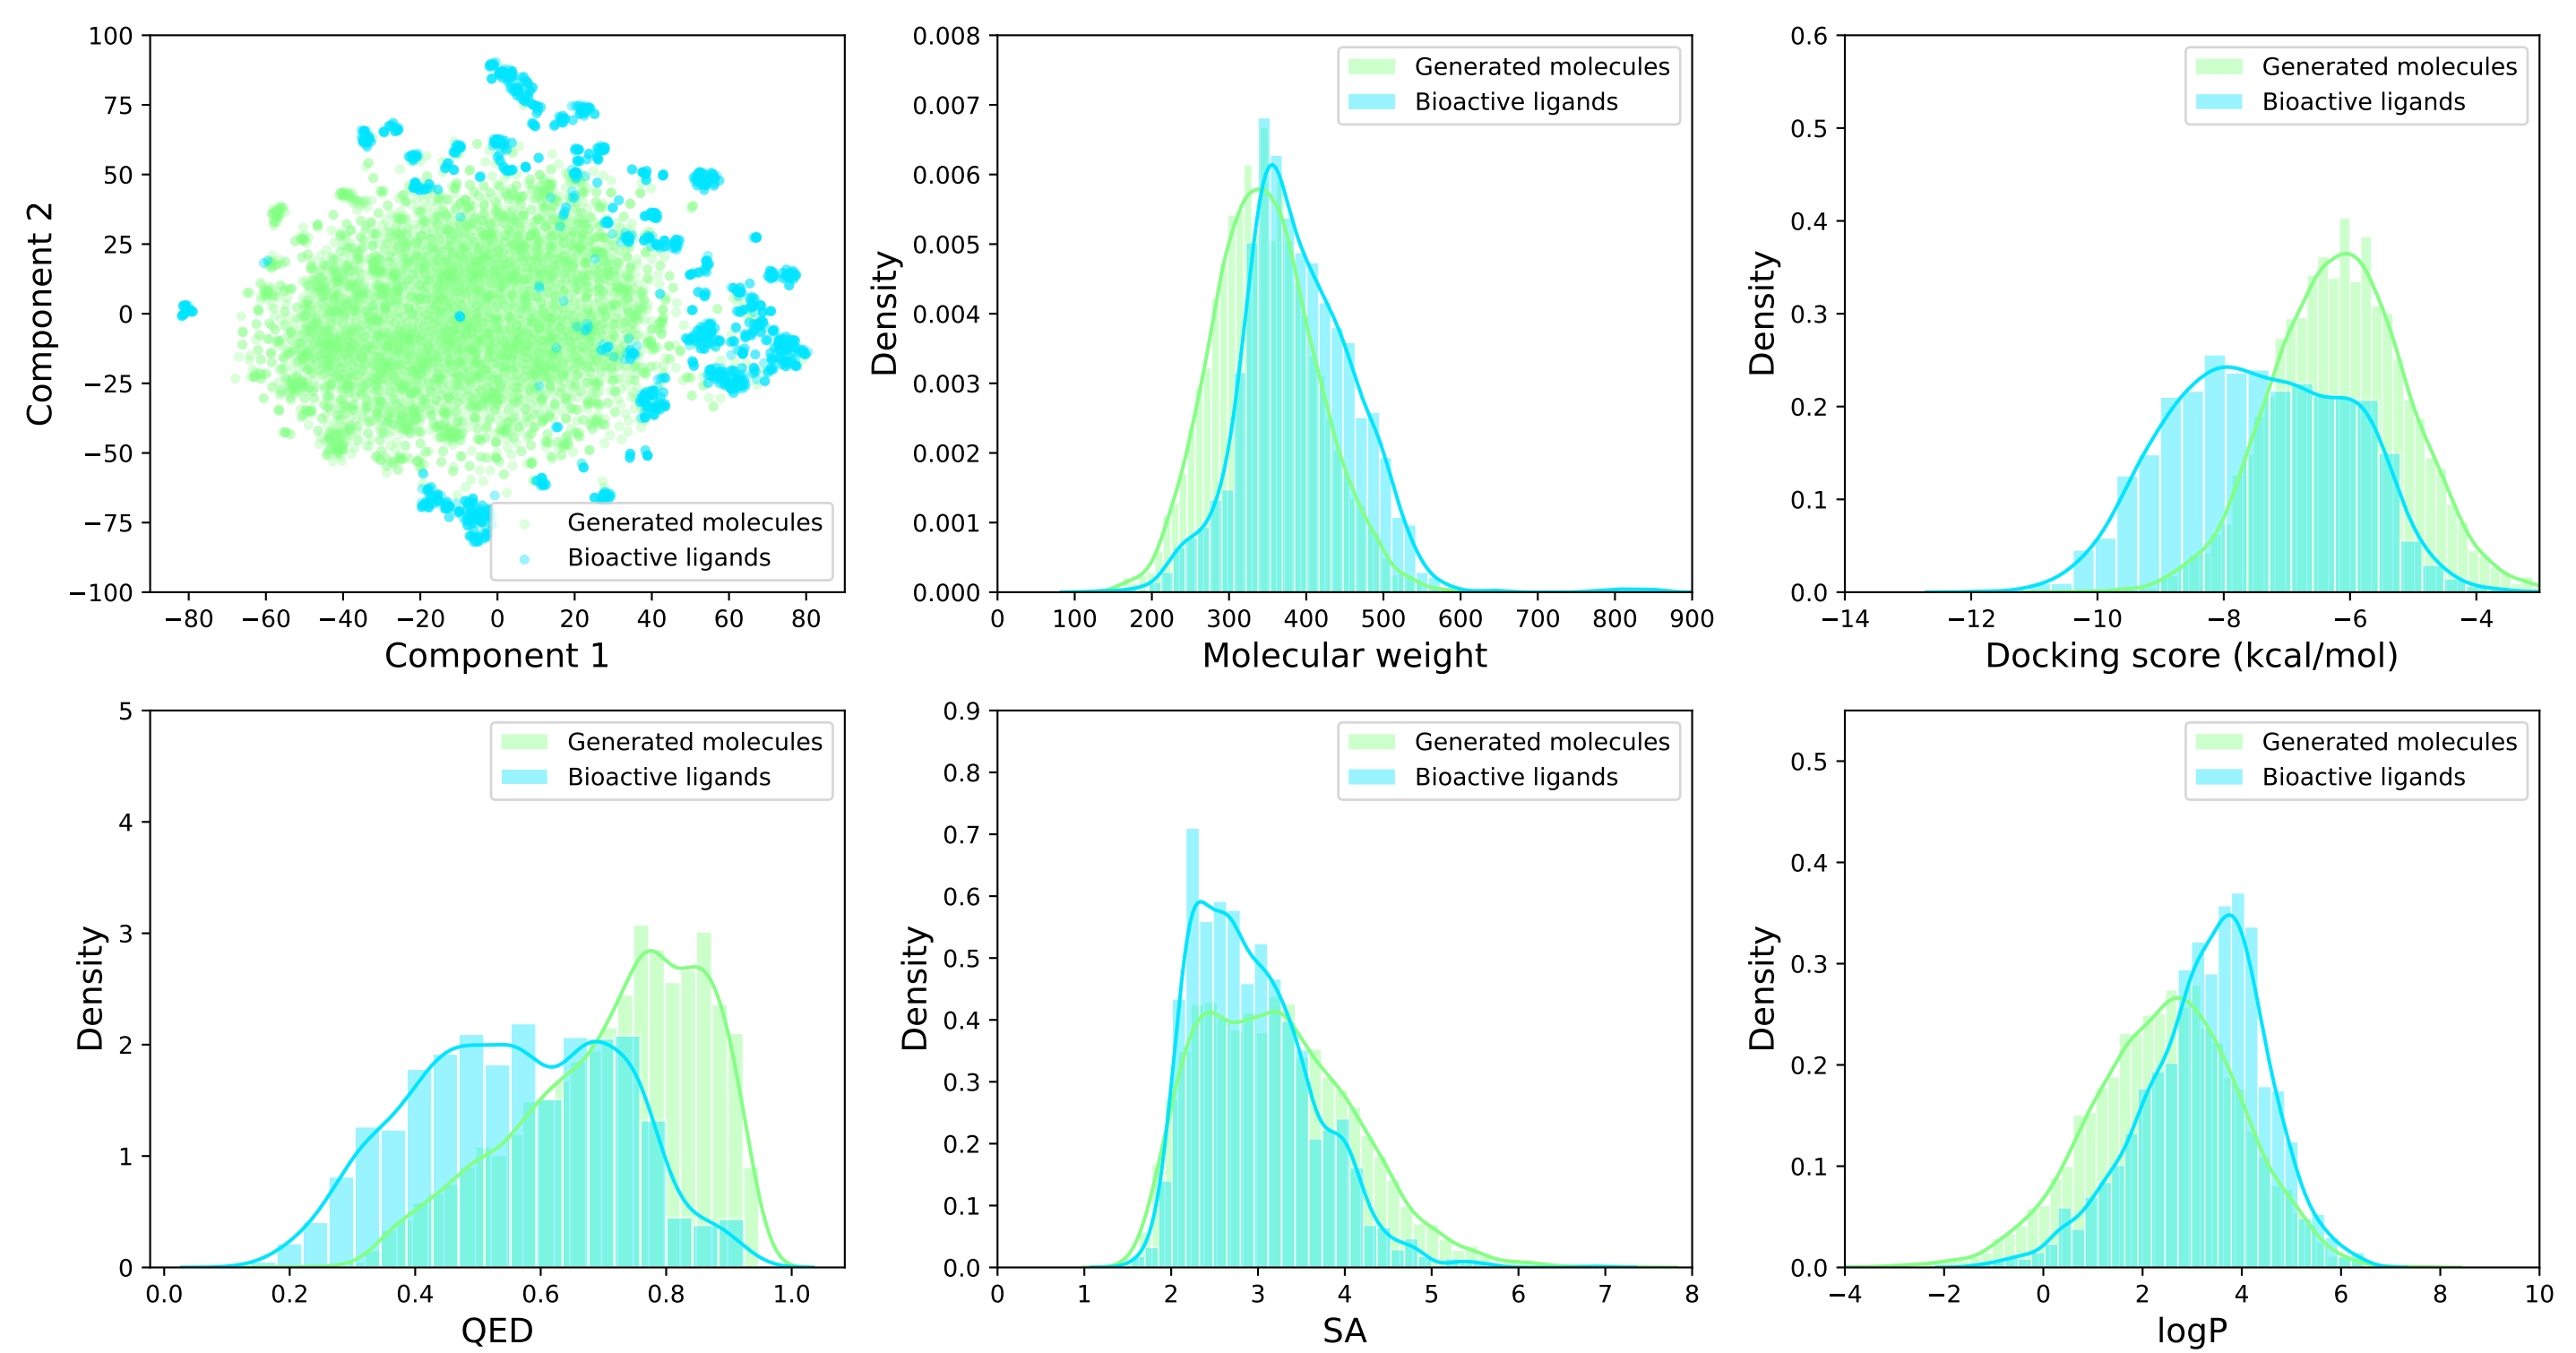 100
75
50
25
0
−25
−50
−75
−100
Component 2
Generated molecules
Bioactive ligands
−80 −60 −40 −20 0 20 40 60 80
Component 1
0.008
0.007
0.006
0.005
0.004
0.003
0.002
0.001
0.000
Density
Generated molecules
Bioactive ligands
0 100 200 300 400 500 600 700 800 900
Molecular weight
0.6
0.5
0.4
0.3
0.2
0.1
0.0
Density
Generated molecules
Bioactive ligands
−14 −12 −10 −8 −6 −4
Docking score (kcal/mol)
5
4
3
2
1
0
Density
Generated molecules
Bioactive ligands
0.0 0.2 0.4 0.6 0.8 1.0
QED
0.9
0.8
0.7
0.6
0.5
0.4
0.3
0.2
0.1
0.0
Density
Generated molecules
Bioactive ligands
0 1 2 3 4 5 6 7 8
SA
0.5
0.4
0.3
0.2
0.1
0.0
Density
Generated molecules
Bioactive ligands
−4 −2 0 2 4 6 8 10
logP